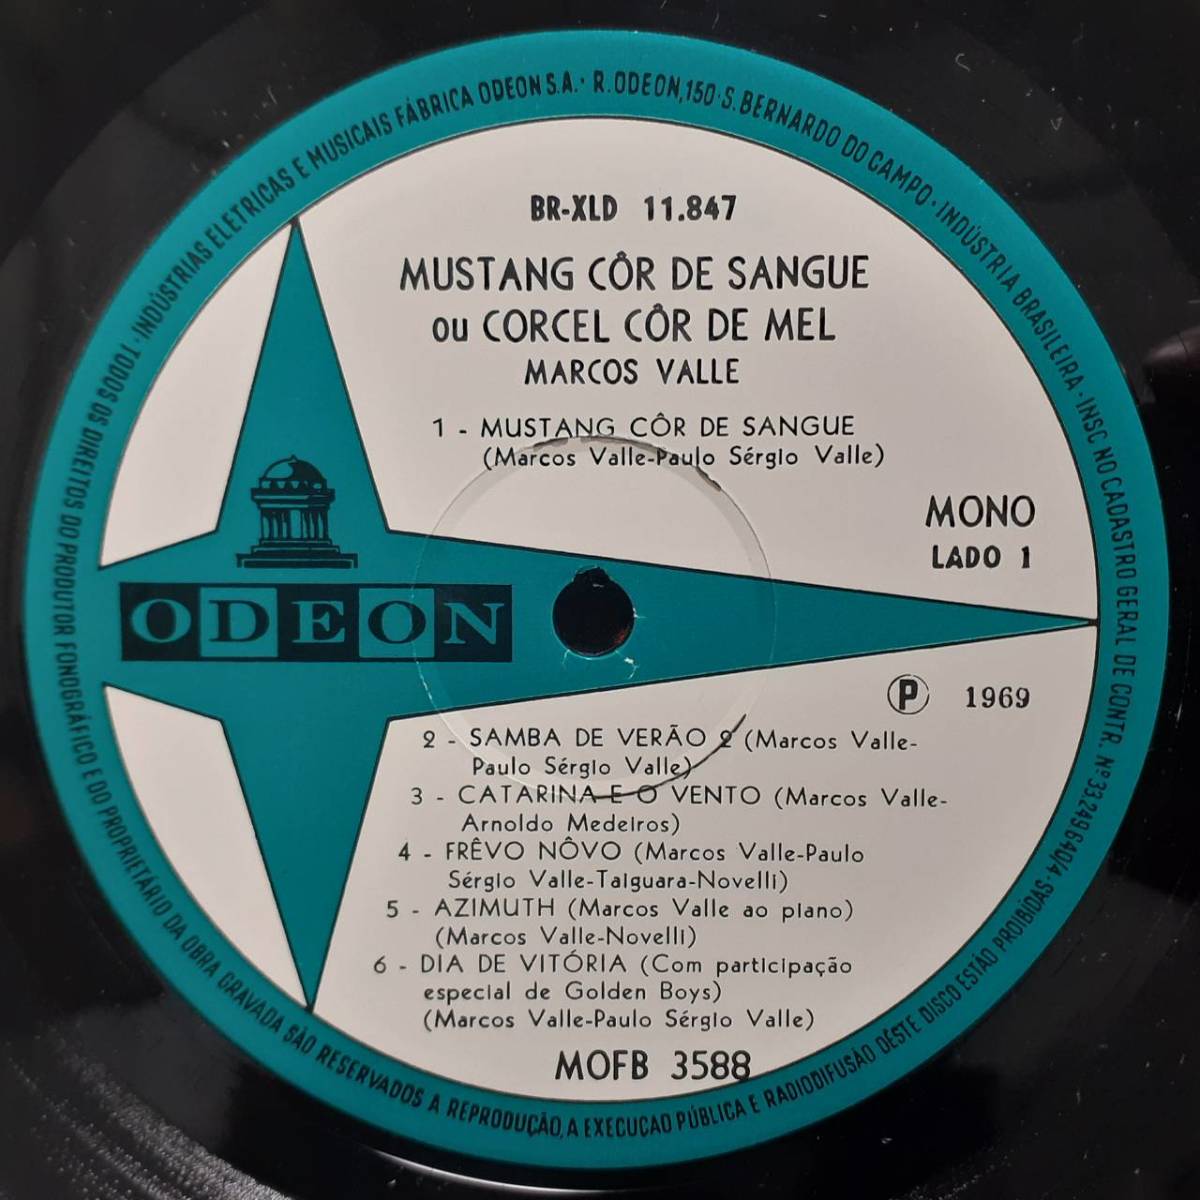 INDÚSTRIAS ELETRICAS E MUSICAIS FÁBRICA ODEON S.A. · R. ODEON, 150 · S. BERNARDO DO CAMPO · INDÚSTRIA BRASILEIRA · INSC NO CADASTRO GERAL DE CONTR. Nº 33249640/4 ·
BR-XLD 11.847
MUSTANG CÔR DE SANGUE
ou CORCEL CÔR DE MEL
MARCOS VALLE
1 - MUSTANG CÔR DE SANGUE
(Marcos Valle-Paulo Sérgio Valle)
MONO
LADO 1
ODEON
P 1969
2 - SAMBA DE VERÃO 2 (Marcos Valle-
Paulo Sérgio Valle)
3 - CATARINA E O VENTO (Marcos Valle-
Arnoldo Medeiros)
4 - FRÊVO NÔVO (Marcos Valle-Paulo
Sérgio Valle-Taiguara-Novelli)
5 - AZIMUTH (Marcos Valle ao piano)
(Marcos Valle-Novelli)
6 - DIA DE VITÓRIA (Com participação
especial de Golden Boys)
(Marcos Valle-Paulo Sérgio Valle)
MOFB 3588
TODOS OS DIREITOS DO PRODUTOR FONOGRÁFICO E DO PROPRIETÁRIO DA OBRA GRAVADA SÃO RESERVADOS A REPRODUÇÃO, A EXECUCAO PÚBLICA E RADIODIFUSÃO DÊSTE DISCO ESTÃO PROIBIDAS ·